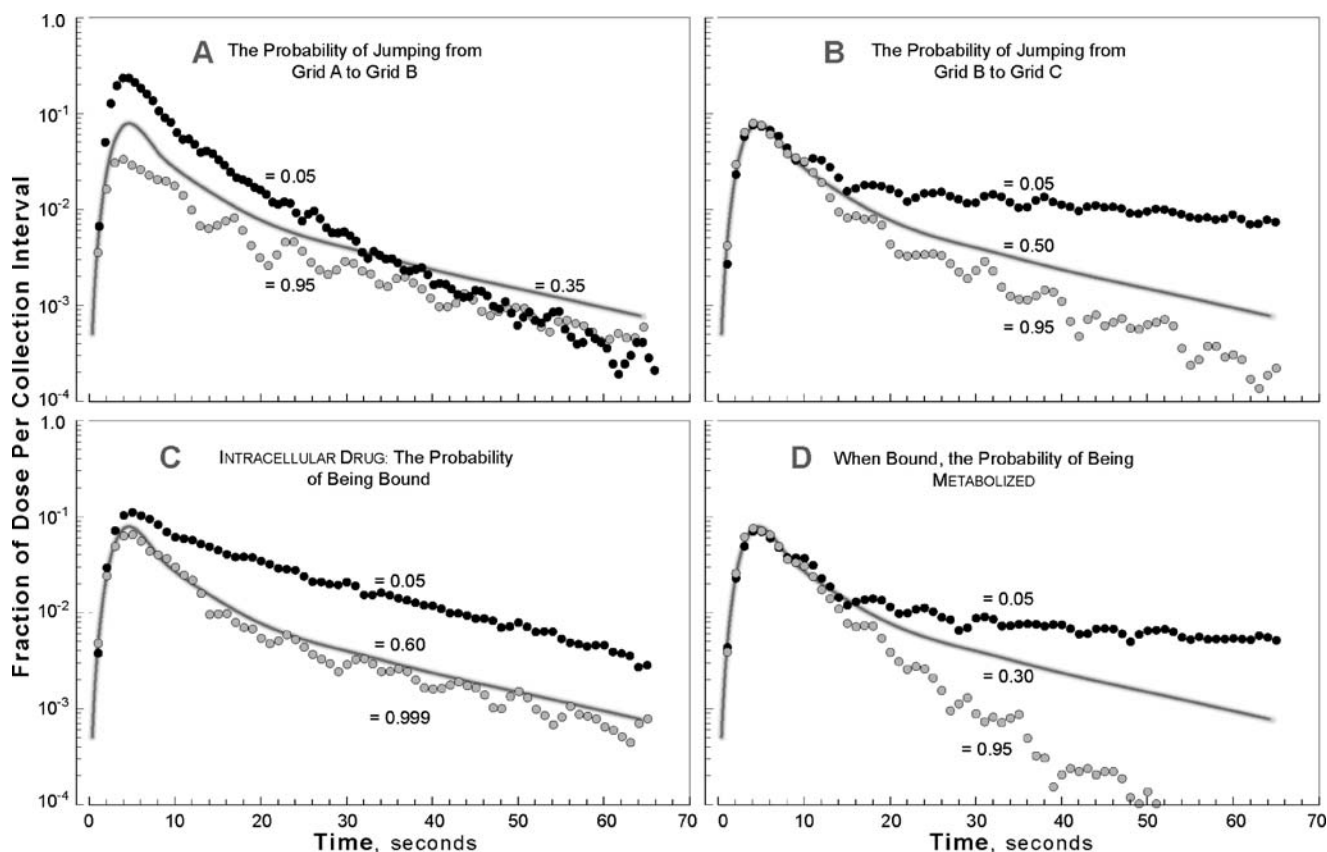 Fraction of Dose Per Collection Interval
1.0
10-1
10-2
10-3
10-4
A The Probability of Jumping from
Grid A to Grid B
= 0.05
= 0.95
= 0.35
B The Probability of Jumping from
Grid B to Grid C
= 0.05
= 0.50
= 0.95
1.0
10-1
10-2
10-3
10-4
C INTRACELLULAR DRUG: The Probability
of Being Bound
= 0.05
= 0.60
= 0.999
D When Bound, the Probability of Being
METABOLIZED
= 0.05
= 0.30
= 0.95
0 10 20 30 40 50 60 70
0 10 20 30 40 50 60 70
Time, seconds
Time, seconds